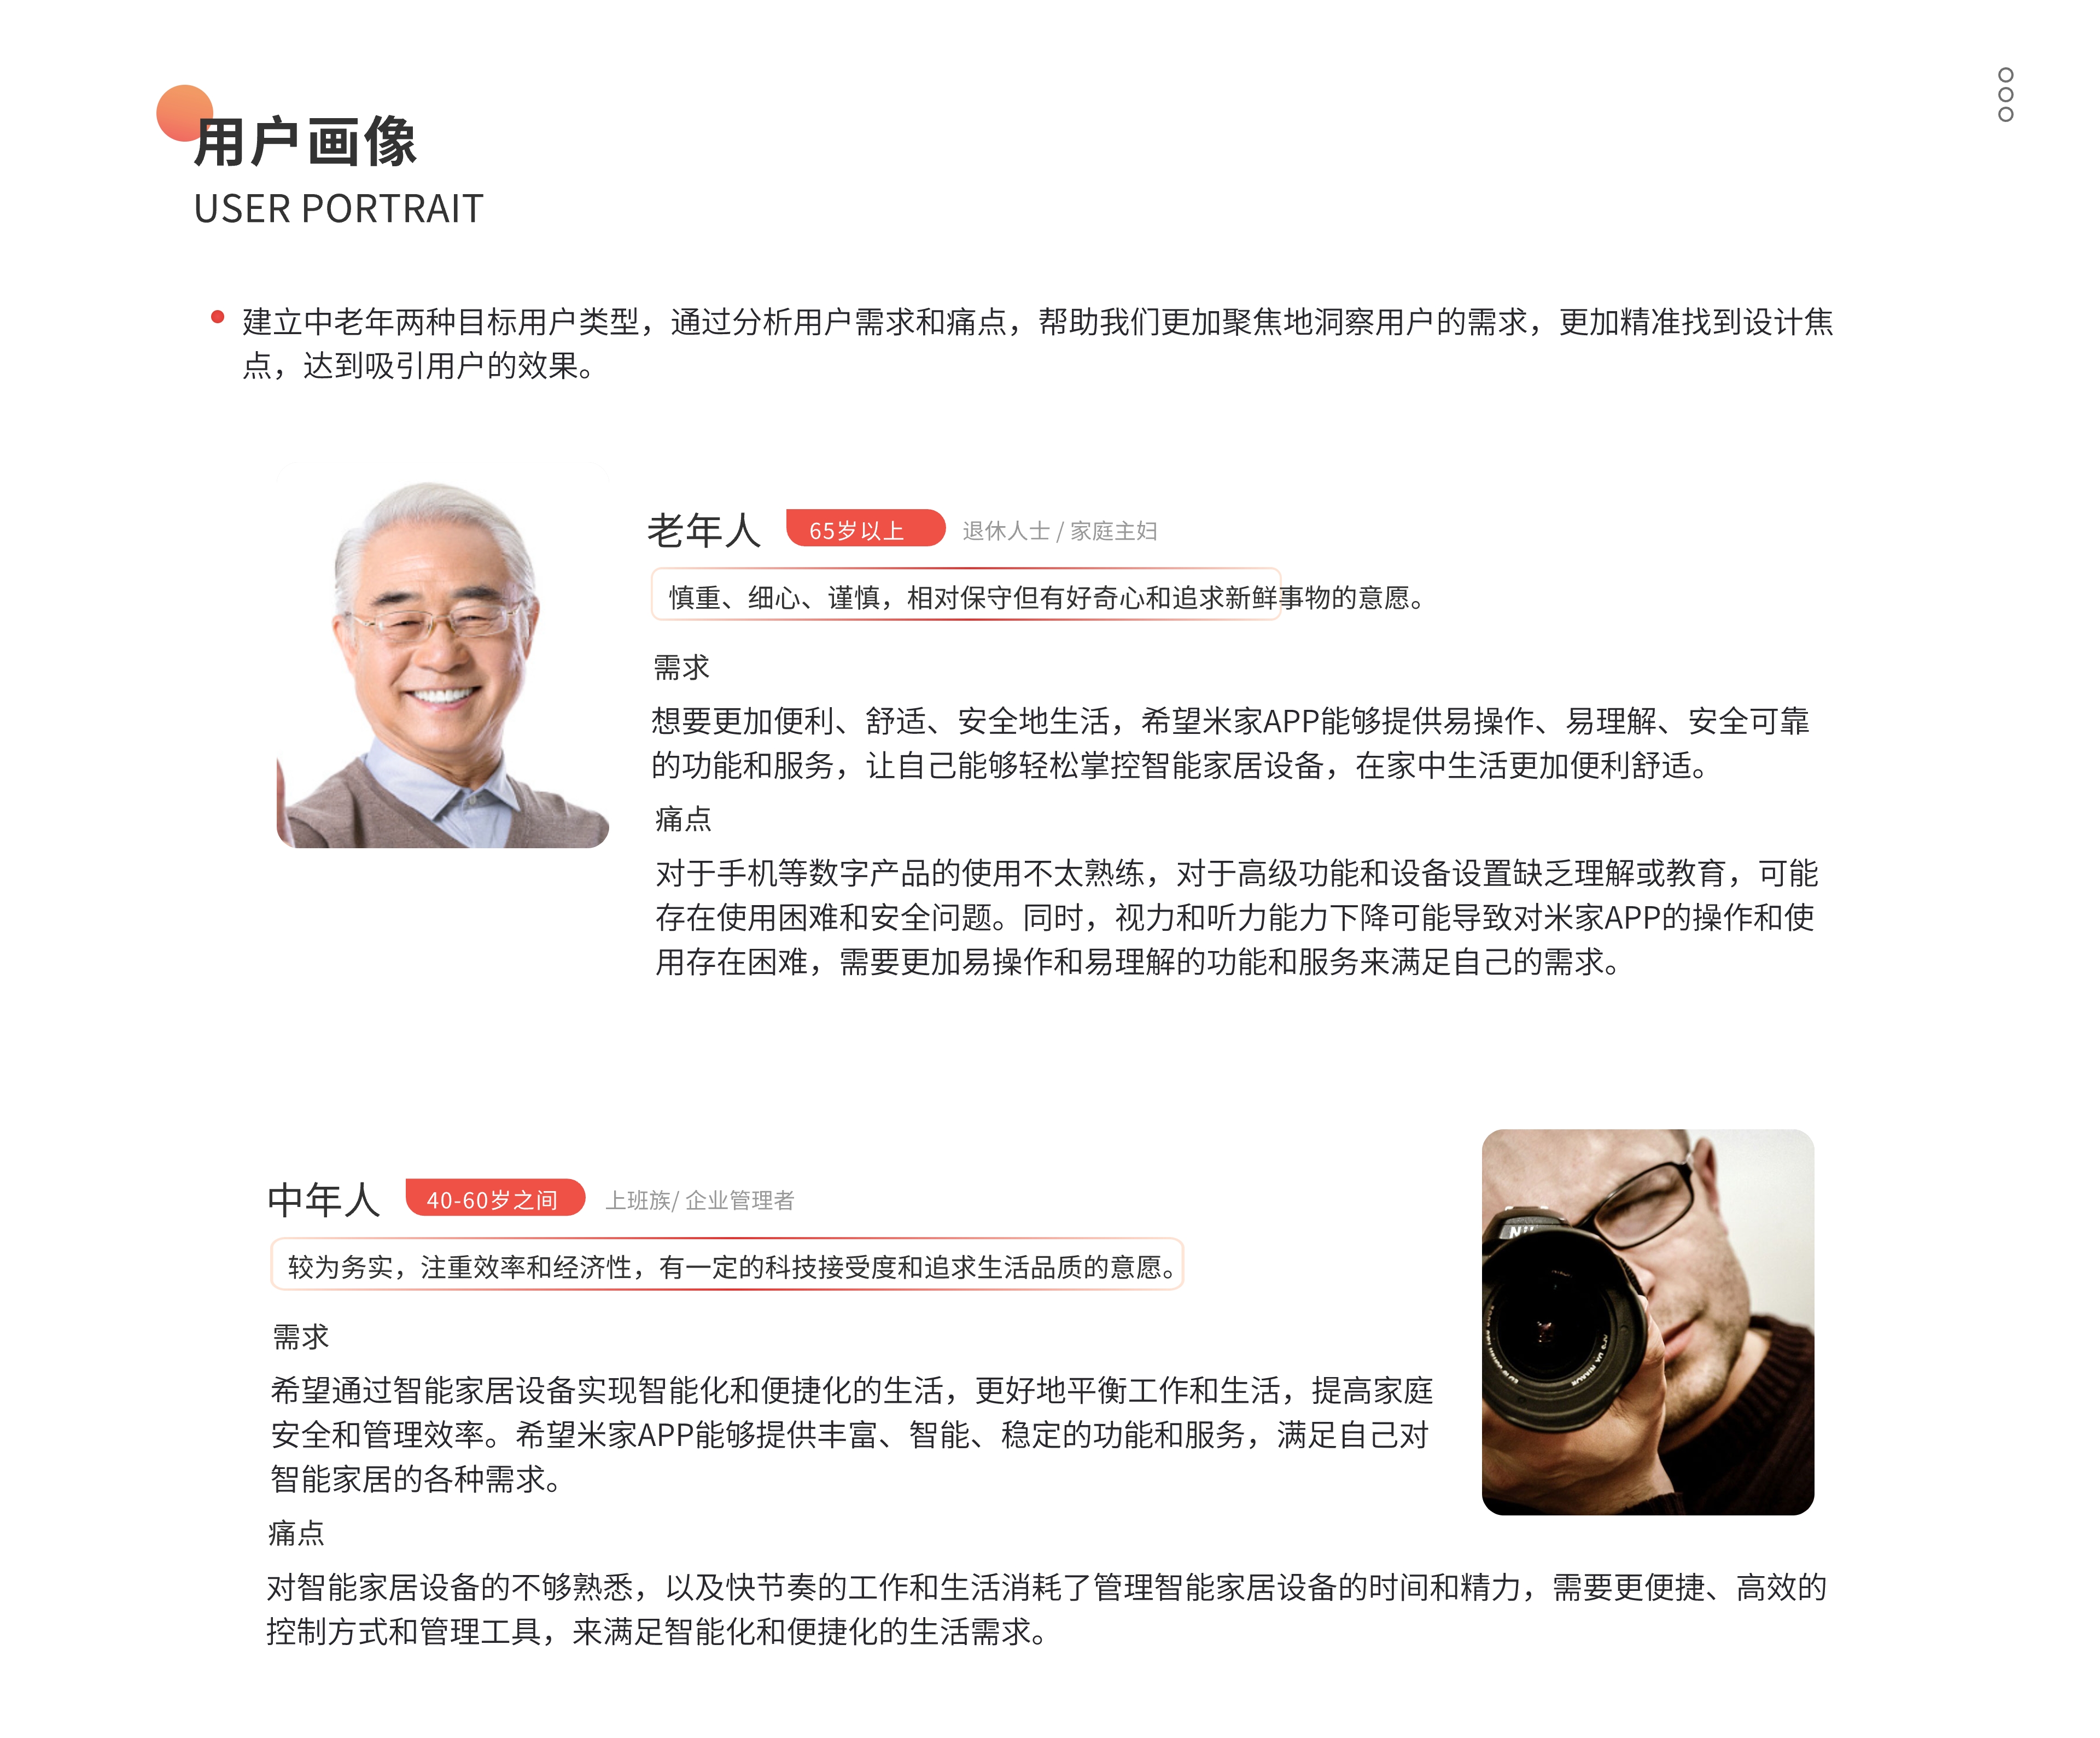 用户画像
USER PORTRAIT
建立中老年两种目标用户类型，通过分析用户需求和痛点，帮助我们更加聚焦地洞察用户的需求，更加精准找到设计焦
点，达到吸引用户的效果。
老年人 65岁以上 退休人士 / 家庭主妇
慎重、细心、谨慎，相对保守但有好奇心和追求新鲜事物的意愿。
需求
想要更加便利、舒适、安全地生活，希望米家APP能够提供易操作、易理解、安全可靠
的功能和服务，让自己能够轻松掌控智能家居设备，在家中生活更加便利舒适。
痛点
对于手机等数字产品的使用不太熟练，对于高级功能和设备设置缺乏理解或教育，可能
存在使用困难和安全问题。同时，视力和听力能力下降可能导致对米家APP的操作和使
用存在困难，需要更加易操作和易理解的功能和服务来满足自己的需求。
中年人 40-60岁之间 上班族/ 企业管理者
较为务实，注重效率和经济性，有一定的科技接受度和追求生活品质的意愿。
需求
希望通过智能家居设备实现智能化和便捷化的生活，更好地平衡工作和生活，提高家庭
安全和管理效率。希望米家APP能够提供丰富、智能、稳定的功能和服务，满足自己对
智能家居的各种需求。
痛点
对智能家居设备的不够熟悉，以及快节奏的工作和生活消耗了管理智能家居设备的时间和精力，需要更便捷、高效的
控制方式和管理工具，来满足智能化和便捷化的生活需求。